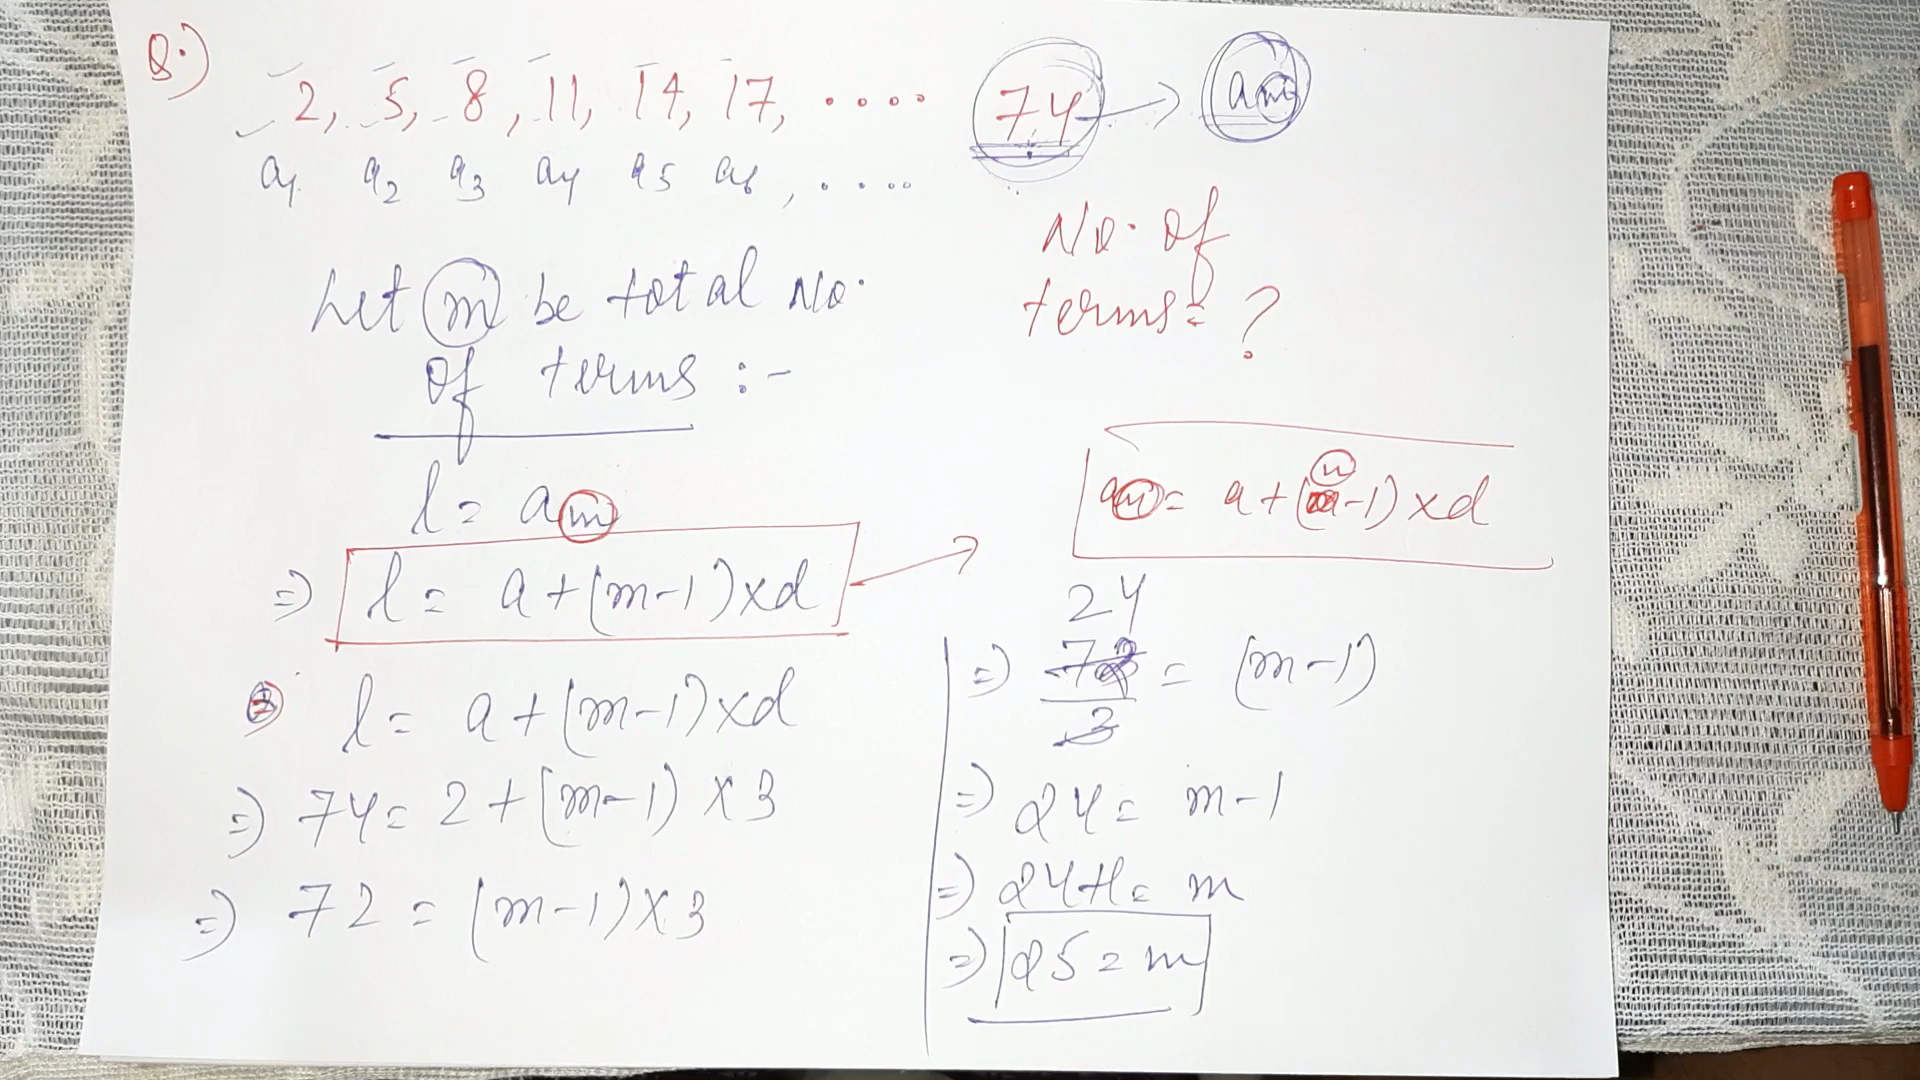 Q.)
2, 5, 8, 11, 14, 17, .... 74 → am
a1 a2 a3 a4 a5 a6, ....
No. of
terms = ?
Let m be total No.
of terms :-
l = am
⇒ l = a + (m-1) x d
am = a + (m-1) x d
l = a + (m-1) x d
⇒ 74 = 2 + (m-1) x 3
⇒ 72 = (m-1) x 3
24
⇒ 72/3 = (m-1)
⇒ 24 = m-1
⇒ 24+1 = m
⇒ 25 = m